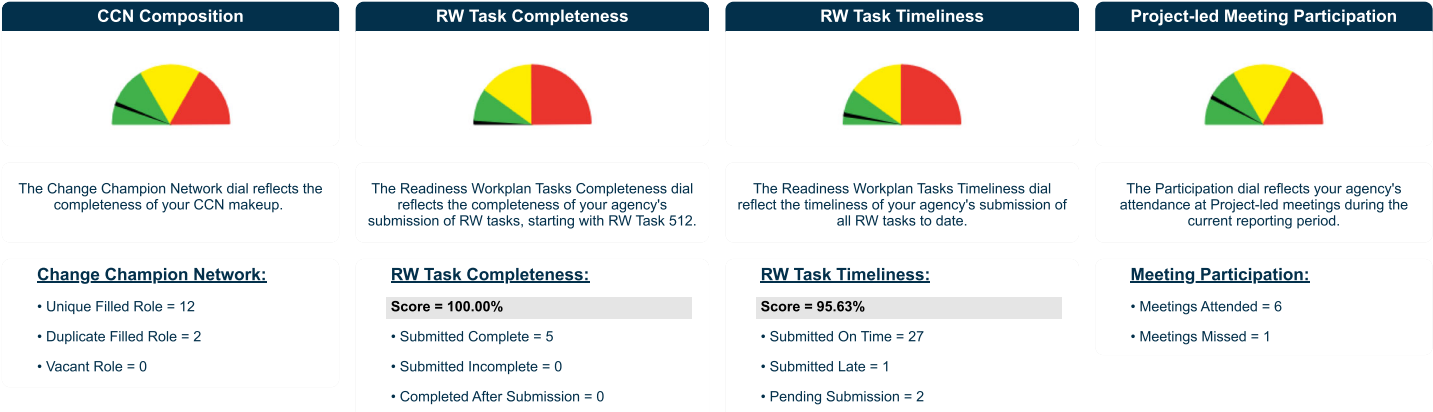 CCN Composition
The Change Champion Network dial reflects the
completeness of your CCN makeup.
Change Champion Network:
• Unique Filled Role = 12
• Duplicate Filled Role = 2
• Vacant Role = 0
RW Task Completeness
The Readiness Workplan Tasks Completeness dial
reflects the completeness of your agency's
submission of RW tasks, starting with RW Task 512.
RW Task Completeness:
Score = 100.00%
• Submitted Complete = 5
• Submitted Incomplete = 0
• Completed After Submission = 0
RW Task Timeliness
The Readiness Workplan Tasks Timeliness dial
reflect the timeliness of your agency's submission of
all RW tasks to date.
RW Task Timeliness:
Score = 95.63%
• Submitted On Time = 27
• Submitted Late = 1
• Pending Submission = 2
Project-led Meeting Participation
The Participation dial reflects your agency's
attendance at Project-led meetings during the
current reporting period.
Meeting Participation:
• Meetings Attended = 6
• Meetings Missed = 1